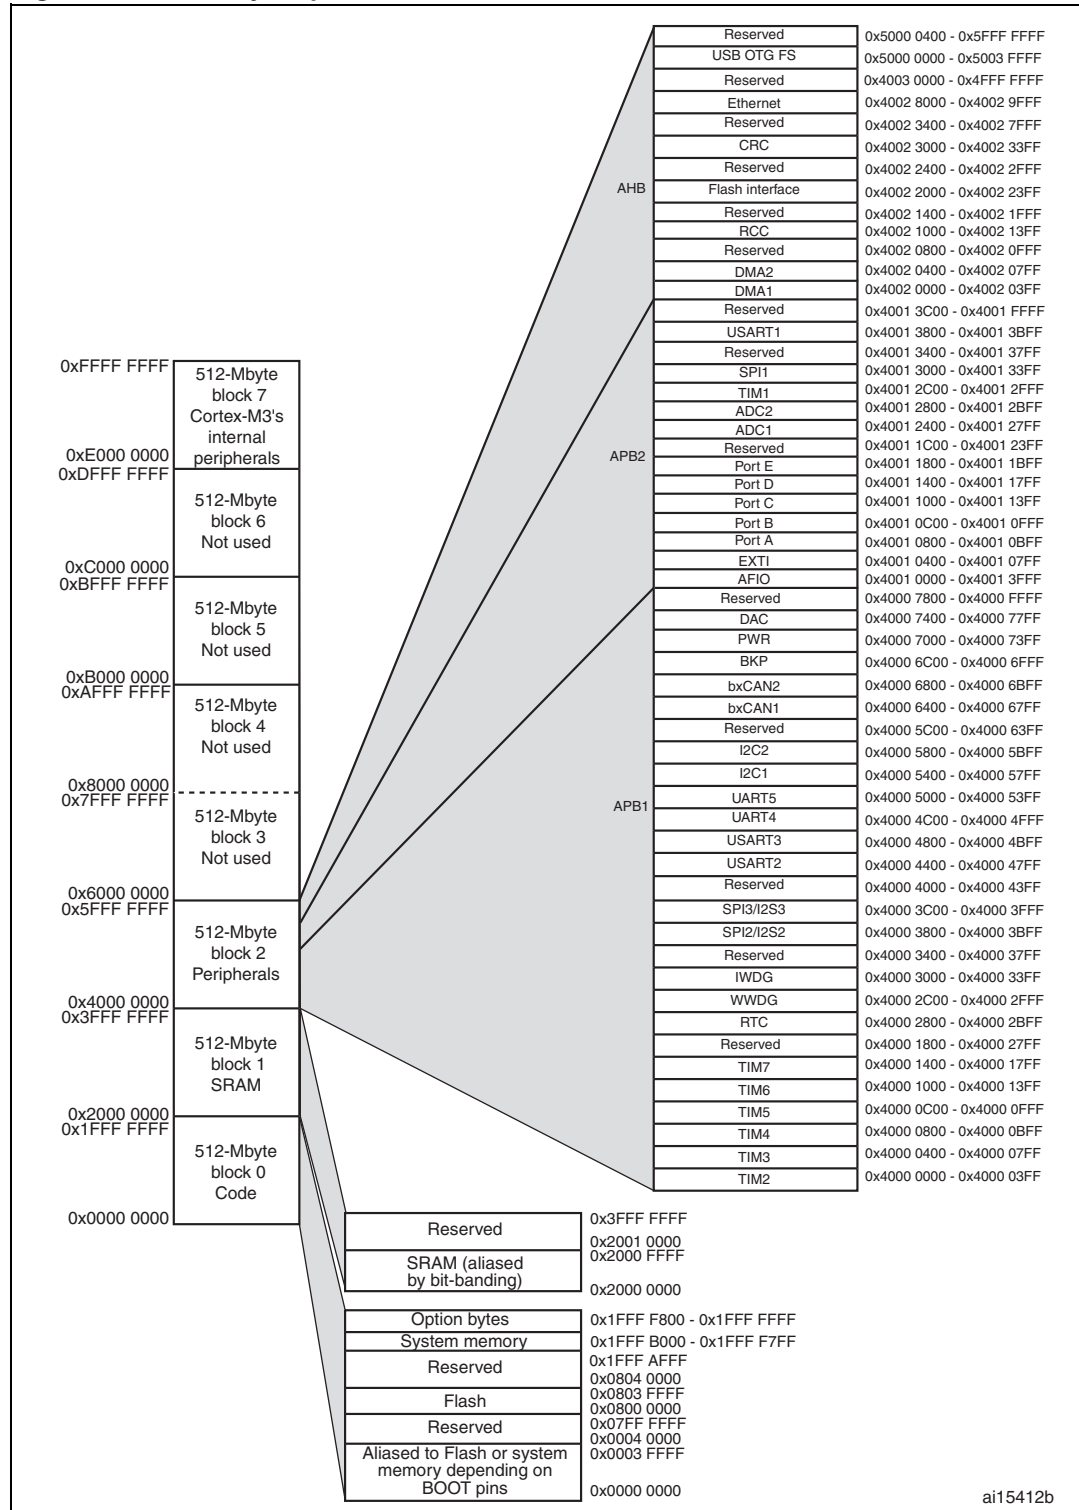 Reserved 0x5000 0400 - 0x5FFF FFFF
USB OTG FS 0x5000 0000 - 0x5003 FFFF
Reserved 0x4003 0000 - 0x4FFF FFFF
Ethernet 0x4002 8000 - 0x4002 9FFF
Reserved 0x4002 3400 - 0x4002 7FFF
CRC 0x4002 3000 - 0x4002 33FF
Reserved 0x4002 2400 - 0x4002 2FFF
AHB
Flash interface 0x4002 2000 - 0x4002 23FF
Reserved 0x4002 1400 - 0x4002 1FFF
RCC 0x4002 1000 - 0x4002 13FF
Reserved 0x4002 0800 - 0x4002 0FFF
DMA2 0x4002 0400 - 0x4002 07FF
DMA1 0x4002 0000 - 0x4002 03FF
Reserved 0x4001 3C00 - 0x4001 FFFF
USART1 0x4001 3800 - 0x4001 3BFF
Reserved 0x4001 3400 - 0x4001 37FF
SPI1 0x4001 3000 - 0x4001 33FF
TIM1 0x4001 2C00 - 0x4001 2FFF
ADC2 0x4001 2800 - 0x4001 2BFF
ADC1 0x4001 2400 - 0x4001 27FF
Reserved 0x4001 1C00 - 0x4001 23FF
APB2
Port E 0x4001 1800 - 0x4001 1BFF
Port D 0x4001 1400 - 0x4001 17FF
Port C 0x4001 1000 - 0x4001 13FF
Port B 0x4001 0C00 - 0x4001 0FFF
Port A 0x4001 0800 - 0x4001 0BFF
EXTI 0x4001 0400 - 0x4001 07FF
AFIO 0x4001 0000 - 0x4001 3FFF
Reserved 0x4000 7800 - 0x4000 FFFF
DAC 0x4000 7400 - 0x4000 77FF
PWR 0x4000 7000 - 0x4000 73FF
BKP 0x4000 6C00 - 0x4000 6FFF
bxCAN2 0x4000 6800 - 0x4000 6BFF
bxCAN1 0x4000 6400 - 0x4000 67FF
Reserved 0x4000 5C00 - 0x4000 63FF
I2C2 0x4000 5800 - 0x4000 5BFF
I2C1 0x4000 5400 - 0x4000 57FF
UART5 0x4000 5000 - 0x4000 53FF
APB1
UART4 0x4000 4C00 - 0x4000 4FFF
USART3 0x4000 4800 - 0x4000 4BFF
USART2 0x4000 4400 - 0x4000 47FF
Reserved 0x4000 4000 - 0x4000 43FF
SPI3/I2S3 0x4000 3C00 - 0x4000 3FFF
SPI2/I2S2 0x4000 3800 - 0x4000 3BFF
Reserved 0x4000 3400 - 0x4000 37FF
IWDG 0x4000 3000 - 0x4000 33FF
WWDG 0x4000 2C00 - 0x4000 2FFF
RTC 0x4000 2800 - 0x4000 2BFF
Reserved 0x4000 1800 - 0x4000 27FF
TIM7 0x4000 1400 - 0x4000 17FF
TIM6 0x4000 1000 - 0x4000 13FF
TIM5 0x4000 0C00 - 0x4000 0FFF
TIM4 0x4000 0800 - 0x4000 0BFF
TIM3 0x4000 0400 - 0x4000 07FF
TIM2 0x4000 0000 - 0x4000 03FF
0xFFFF FFFF
512-Mbyte
block 7
Cortex-M3's
internal
peripherals
0xE000 0000
0xDFFF FFFF
512-Mbyte
block 6
Not used
0xC000 0000
0xBFFF FFFF
512-Mbyte
block 5
Not used
0xB000 0000
0xAFFF FFFF
512-Mbyte
block 4
Not used
0x8000 0000
0x7FFF FFFF
512-Mbyte
block 3
Not used
0x6000 0000
0x5FFF FFFF
512-Mbyte
block 2
Peripherals
0x4000 0000
0x3FFF FFFF
512-Mbyte
block 1
SRAM
0x2000 0000
0x1FFF FFFF
512-Mbyte
block 0
Code
0x0000 0000
0x3FFF FFFF
Reserved
0x2001 0000
0x2000 FFFF
SRAM (aliased
by bit-banding)
0x2000 0000
Option bytes 0x1FFF F800 - 0x1FFF FFFF
System memory 0x1FFF B000 - 0x1FFF F7FF
0x1FFF AFFF
Reserved
0x0804 0000
0x0803 FFFF
Flash
0x0800 0000
0x07FF FFFF
Reserved
0x0004 0000
0x0003 FFFF
Aliased to Flash or system
memory depending on
BOOT pins
0x0000 0000
ai15412b